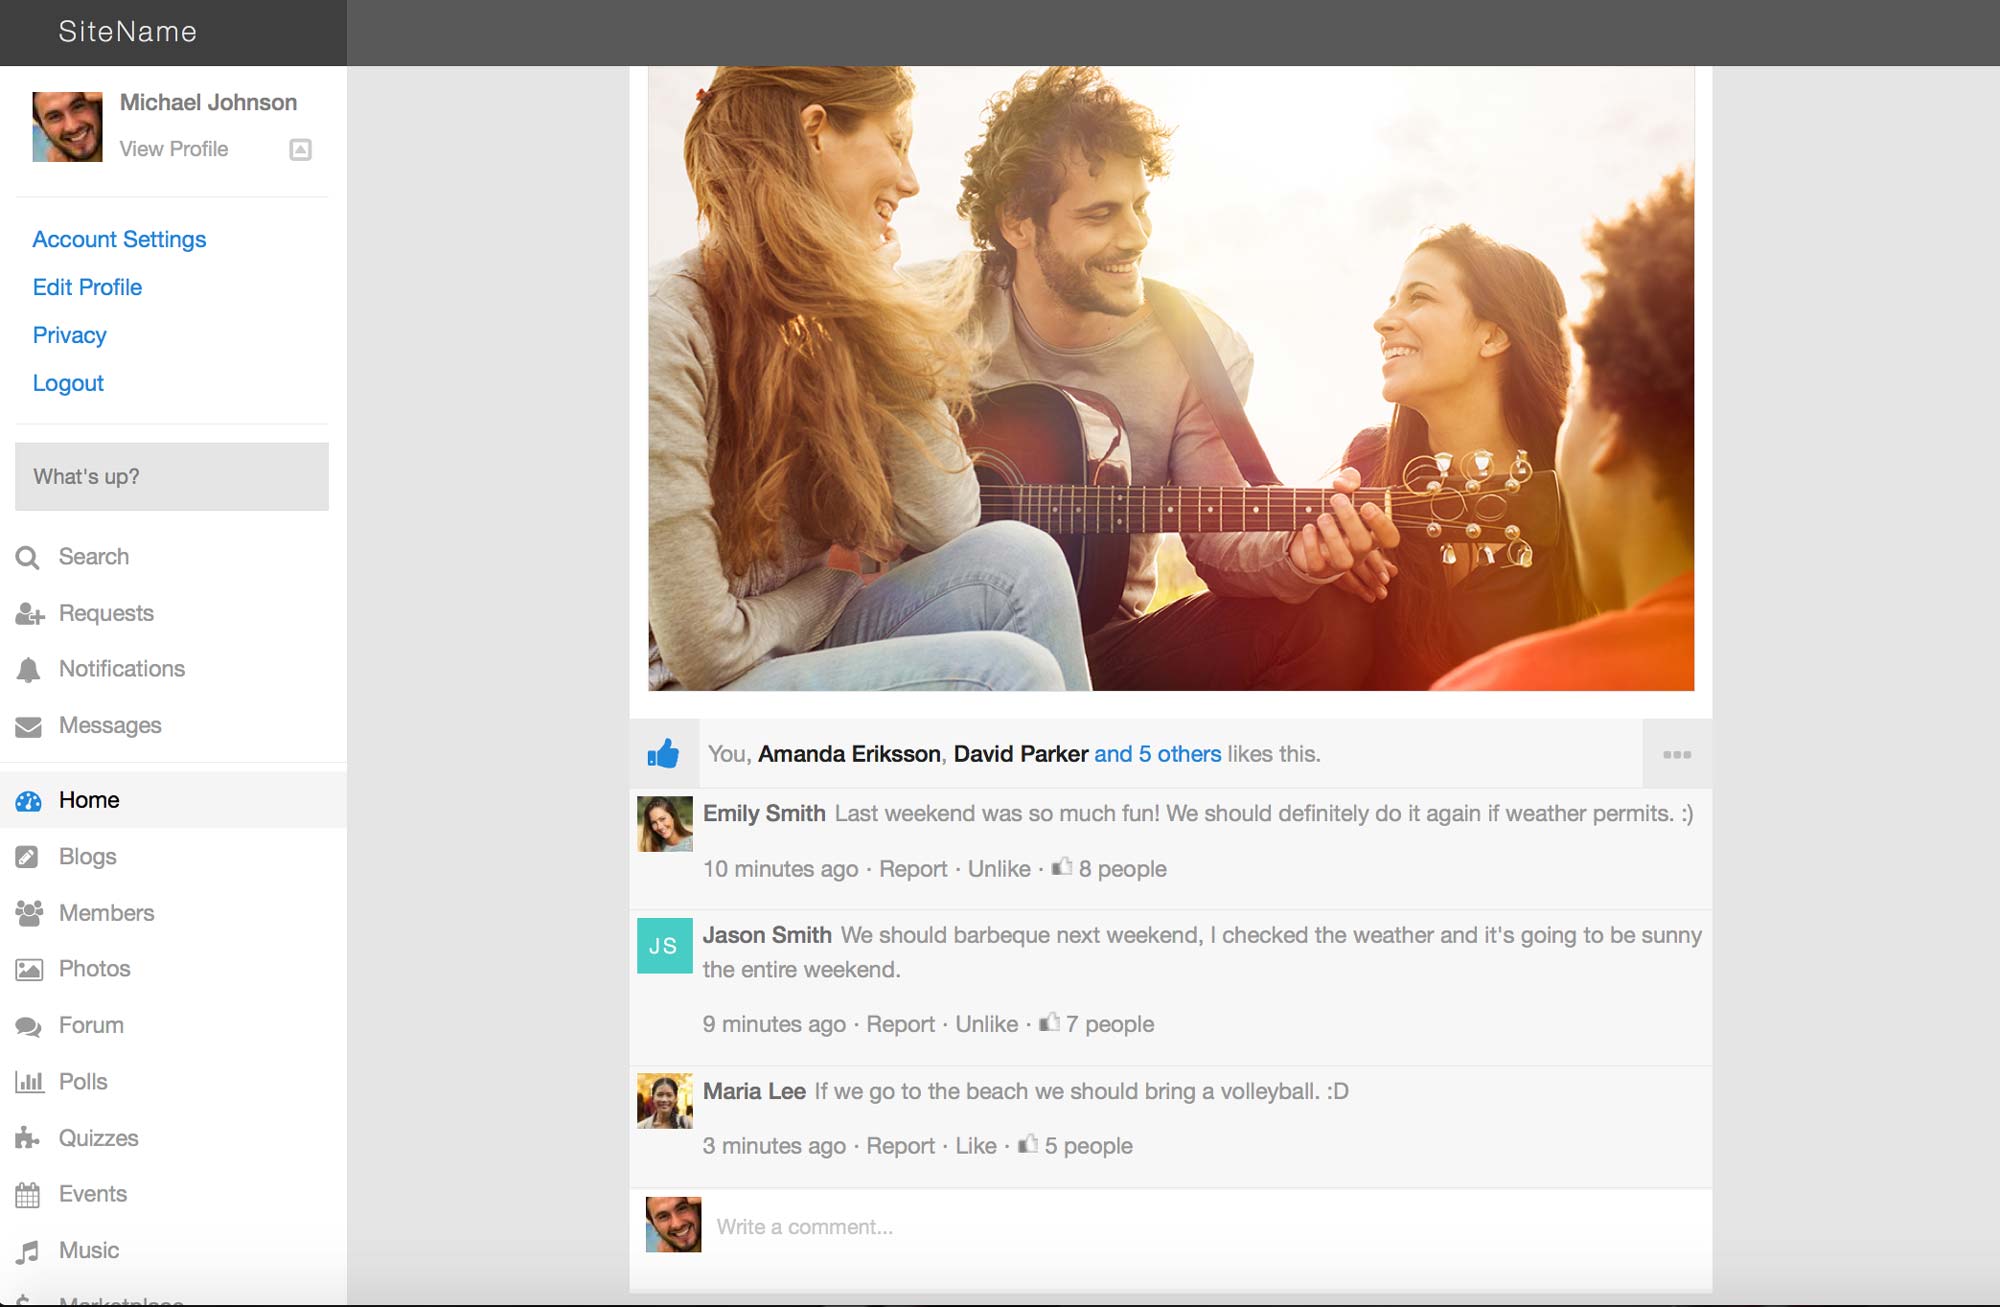 SiteName
Michael Johnson
View Profile
Account Settings
Edit Profile
Privacy
Logout
What's up?
Search
Requests
Notifications
Messages
Home
Blogs
Members
Photos
Forum
Polls
Quizzes
Events
Music
Marketplace
You, Amanda Eriksson, David Parker and 5 others likes this.
Emily Smith Last weekend was so much fun! We should definitely do it again if weather permits. :)
10 minutes ago · Report · Unlike · 8 people
JS
Jason Smith We should barbeque next weekend, I checked the weather and it's going to be sunny
the entire weekend.
9 minutes ago · Report · Unlike · 7 people
Maria Lee If we go to the beach we should bring a volleyball. :D
3 minutes ago · Report · Like · 5 people
Write a comment...